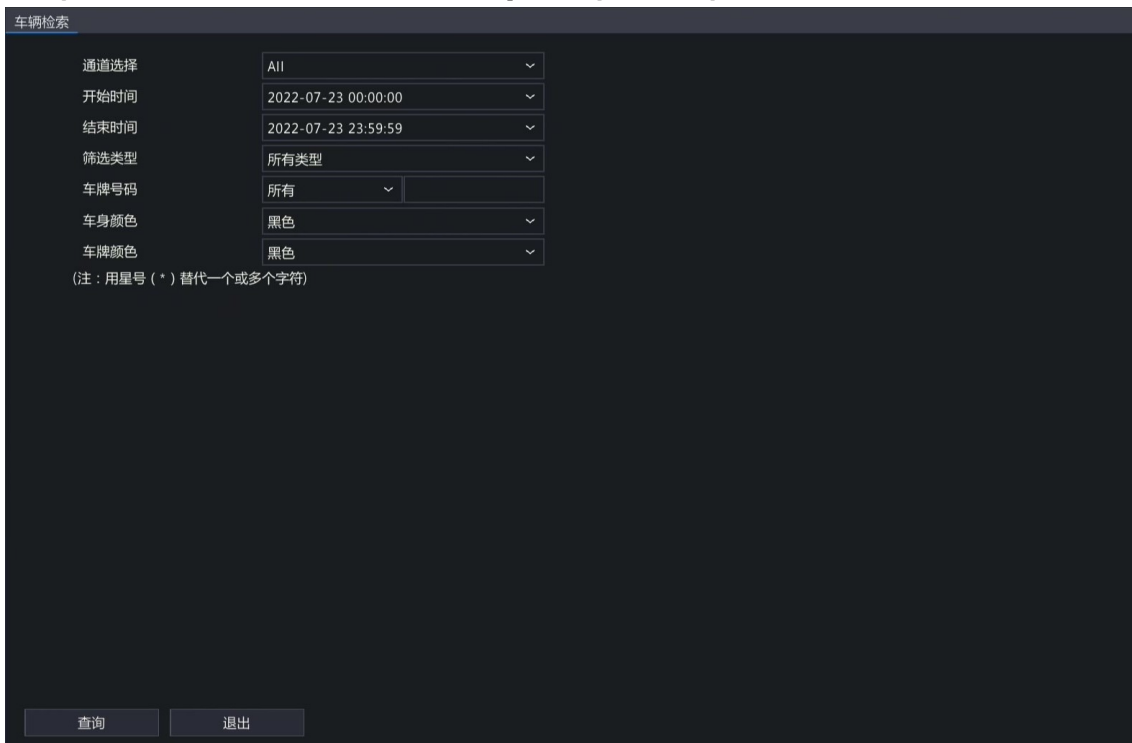 车辆检索
通道选择 All
开始时间 2022-07-23 00:00:00
结束时间 2022-07-23 23:59:59
筛选类型 所有类型
车牌号码 所有
车身颜色 黑色
车牌颜色 黑色
(注：用星号 ( * ) 替代一个或多个字符)
查询 退出